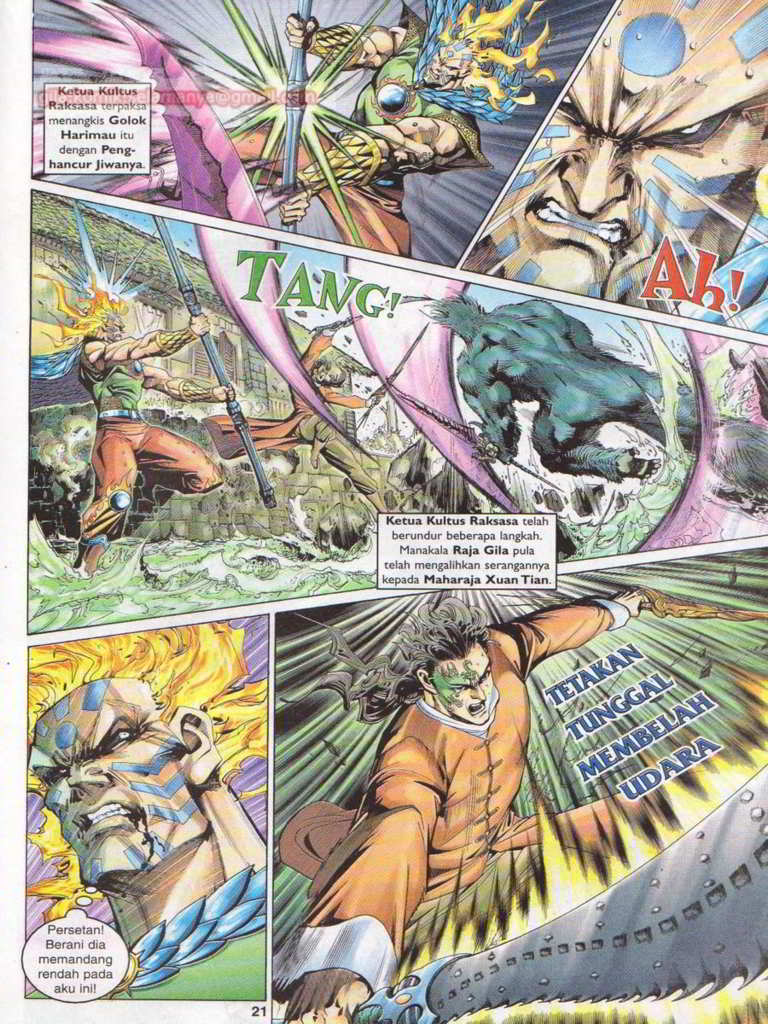 Ketua Kultus
Raksasa terpaksa
menangkis Golok
Harimau itu
dengan Peng-
hancur Jiwanya.
Ah!
TANG!
Ketua Kultus Raksasa telah
berundur beberapa langkah.
Manakala Raja Gila pula
telah mengalihkan serangannya
kepada Maharaja Xuan Tian.
TETAKAN
TUNGGAL
MEMBELAH
UDARA
Persetan!
Berani dia
memandang
rendah pada
aku ini!
21